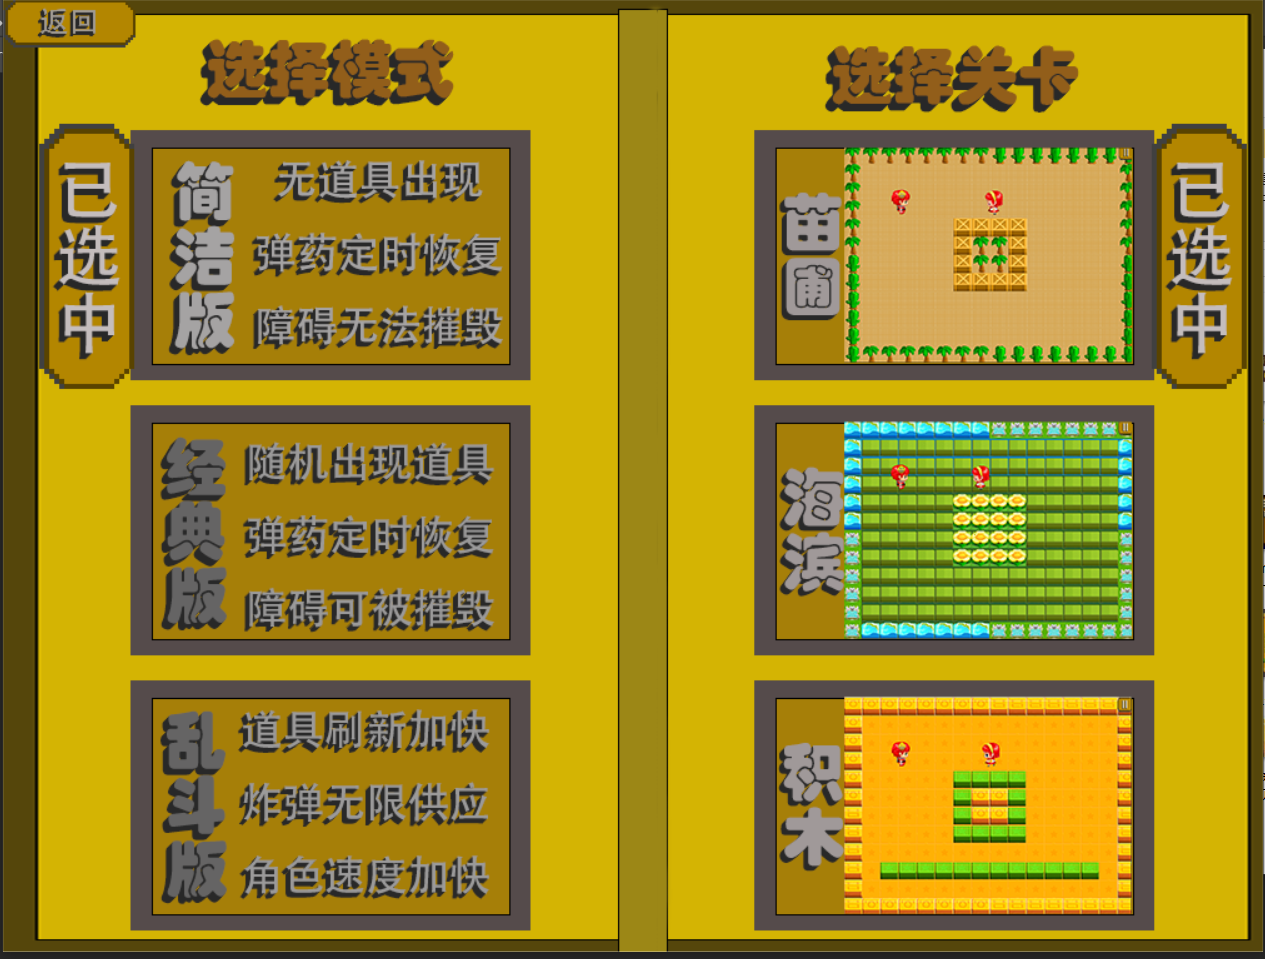 返回
选择模式
已选中
简洁版
无道具出现
弹药定时恢复
障碍无法摧毁
经典版
随机出现道具
弹药定时恢复
障碍可被摧毁
乱斗版
道具刷新加快
炸弹无限供应
角色速度加快
选择关卡
苗圃
已选中
海滨
积木